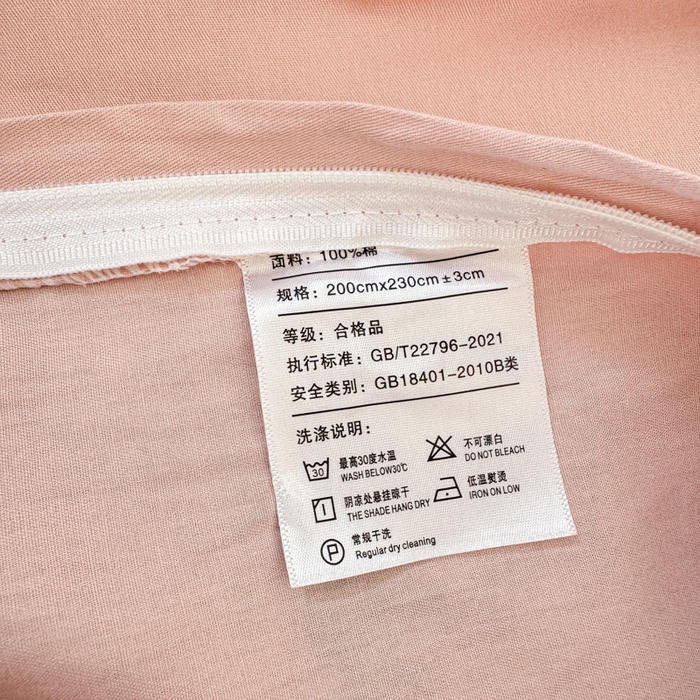 面料：100%棉
规格：200cmx230cm±3cm
等级：合格品
执行标准：GB/T22796-2021
安全类别：GB18401-2010B类
洗涤说明：
30
最高30度水温
WASH BELOW30℃
不可漂白
DO NOT BLEACH
阴凉处悬挂晾干
THE SHADE HANG DRY
低温熨烫
IRON ON LOW
P
常规干洗
Regular dry cleaning